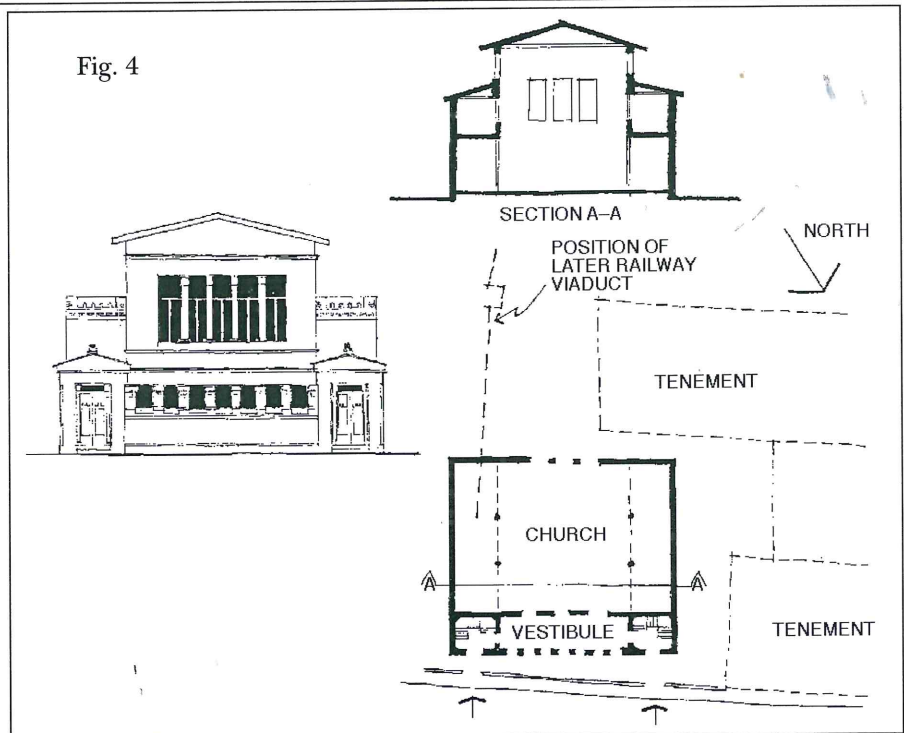 Fig. 4
SECTION A–A
POSITION OF
LATER RAILWAY
VIADUCT
NORTH
TENEMENT
CHURCH
A
A
VESTIBULE
TENEMENT